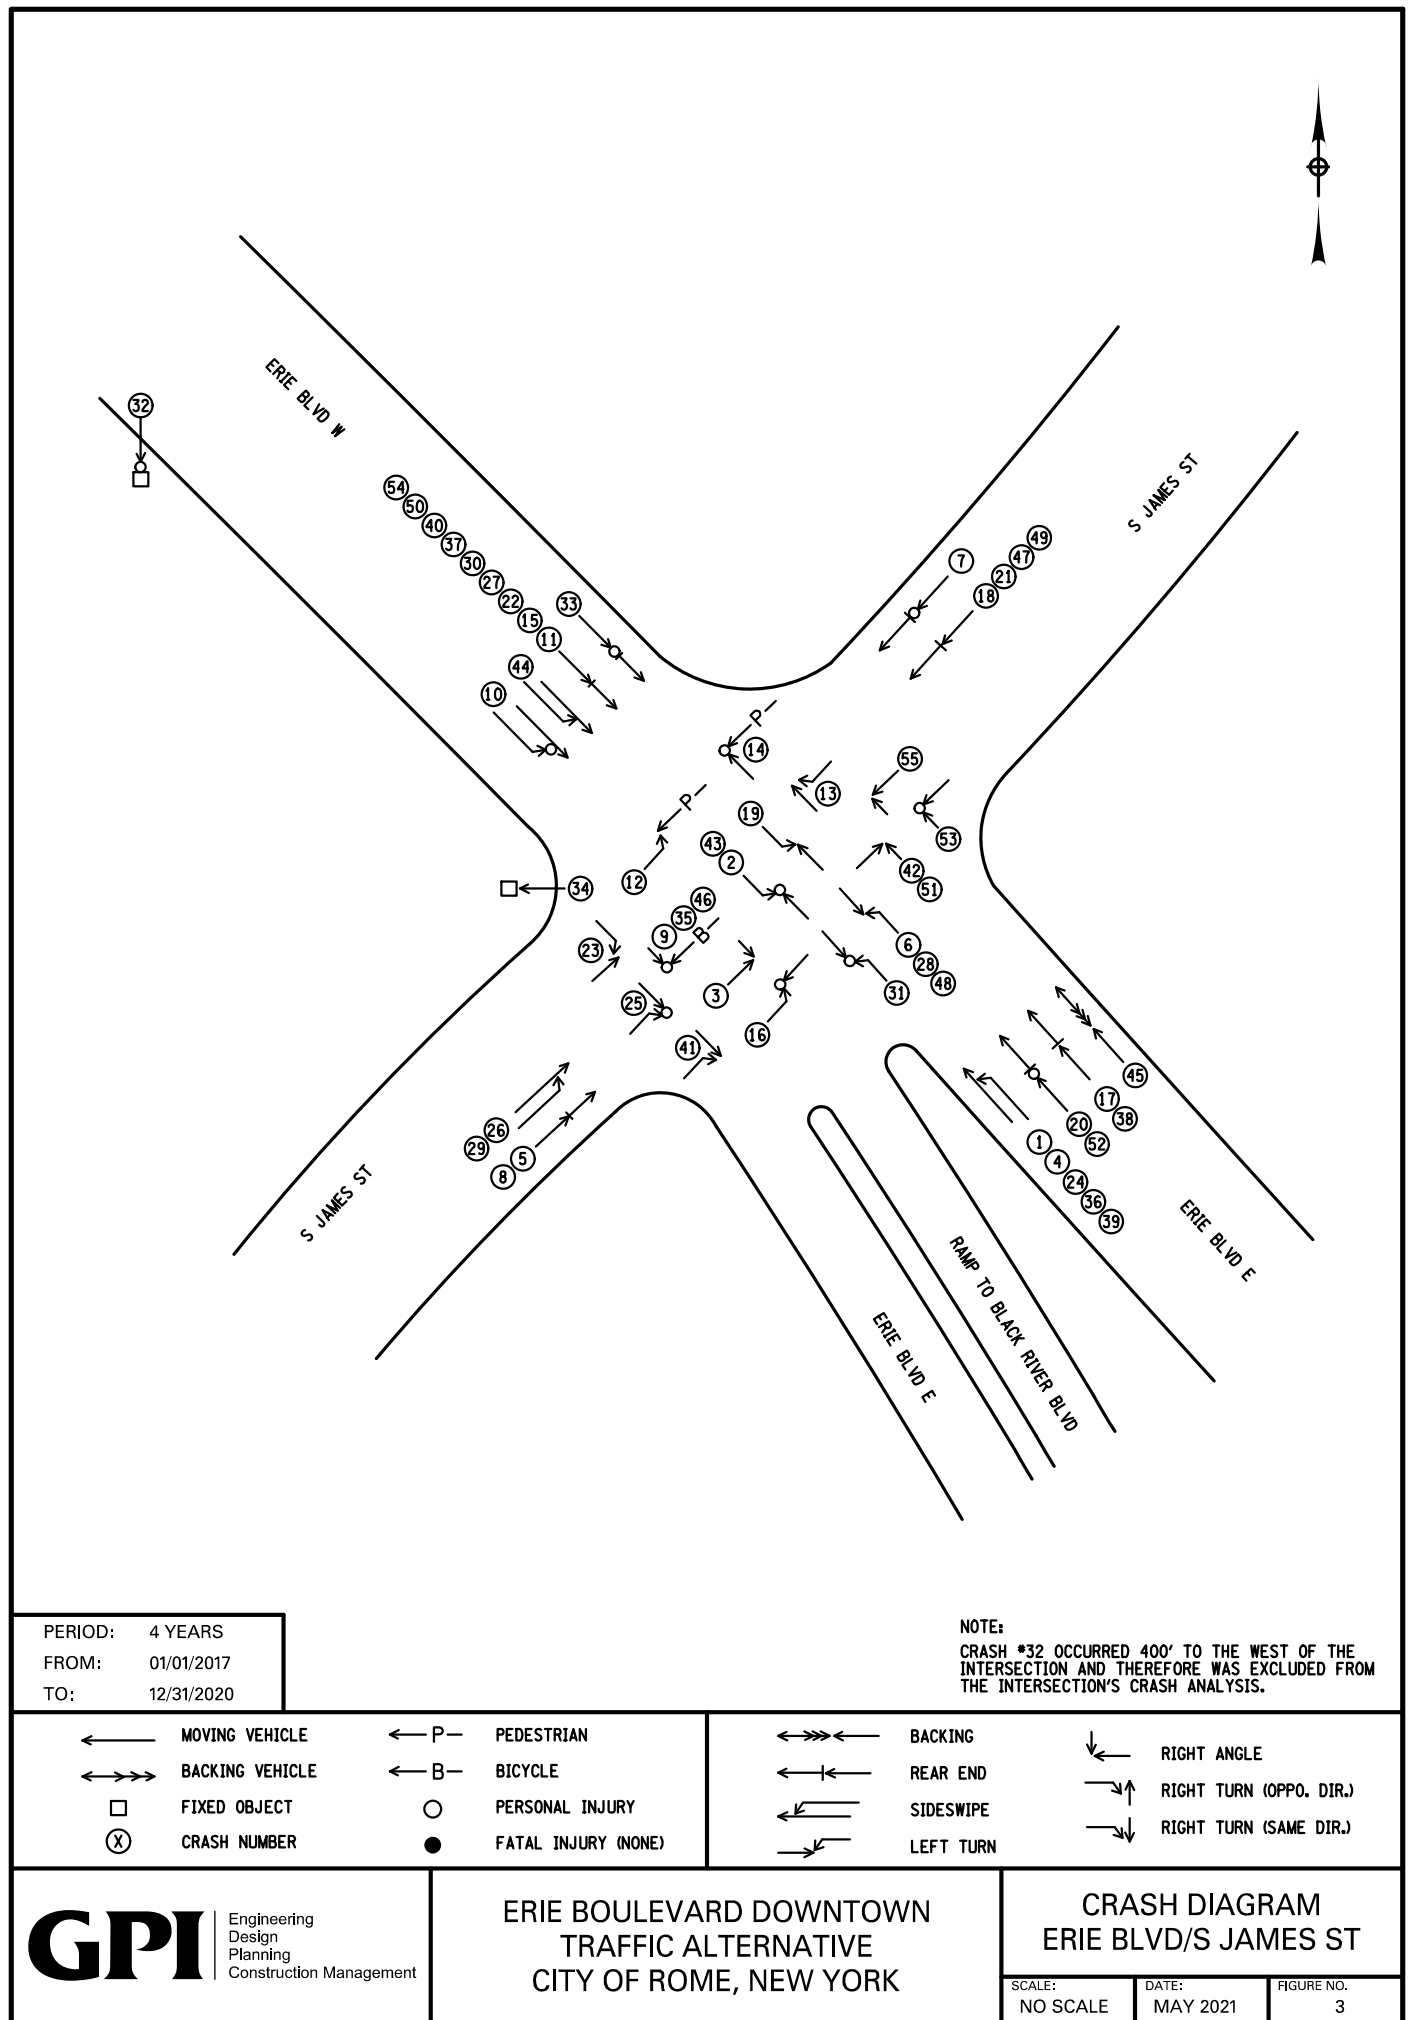 ERIE BLVD W
S JAMES ST
32
54
50
40
37
30
27
22
15
11
33
44
10
7
49
47
21
18
P
14
13
55
53
P
19
43
2
12
42
51
34
46
35
9
B
23
6
28
48
3
31
25
16
41
45
17
38
20
52
1
4
24
36
39
26
29
5
8
S JAMES ST
ERIE BLVD E
RAMP TO BLACK RIVER BLVD
ERIE BLVD E
PERIOD: 4 YEARS
FROM: 01/01/2017
TO: 12/31/2020
NOTE:
CRASH #32 OCCURRED 400' TO THE WEST OF THE
INTERSECTION AND THEREFORE WAS EXCLUDED FROM
THE INTERSECTION'S CRASH ANALYSIS.
MOVING VEHICLE
BACKING VEHICLE
FIXED OBJECT
X CRASH NUMBER
P PEDESTRIAN
B BICYCLE
PERSONAL INJURY
FATAL INJURY (NONE)
BACKING
REAR END
SIDESWIPE
LEFT TURN
RIGHT ANGLE
RIGHT TURN (OPPO. DIR.)
RIGHT TURN (SAME DIR.)
GPI
Engineering
Design
Planning
Construction Management
ERIE BOULEVARD DOWNTOWN
TRAFFIC ALTERNATIVE
CITY OF ROME, NEW YORK
CRASH DIAGRAM
ERIE BLVD/S JAMES ST
SCALE:
NO SCALE
DATE:
MAY 2021
FIGURE NO.
3